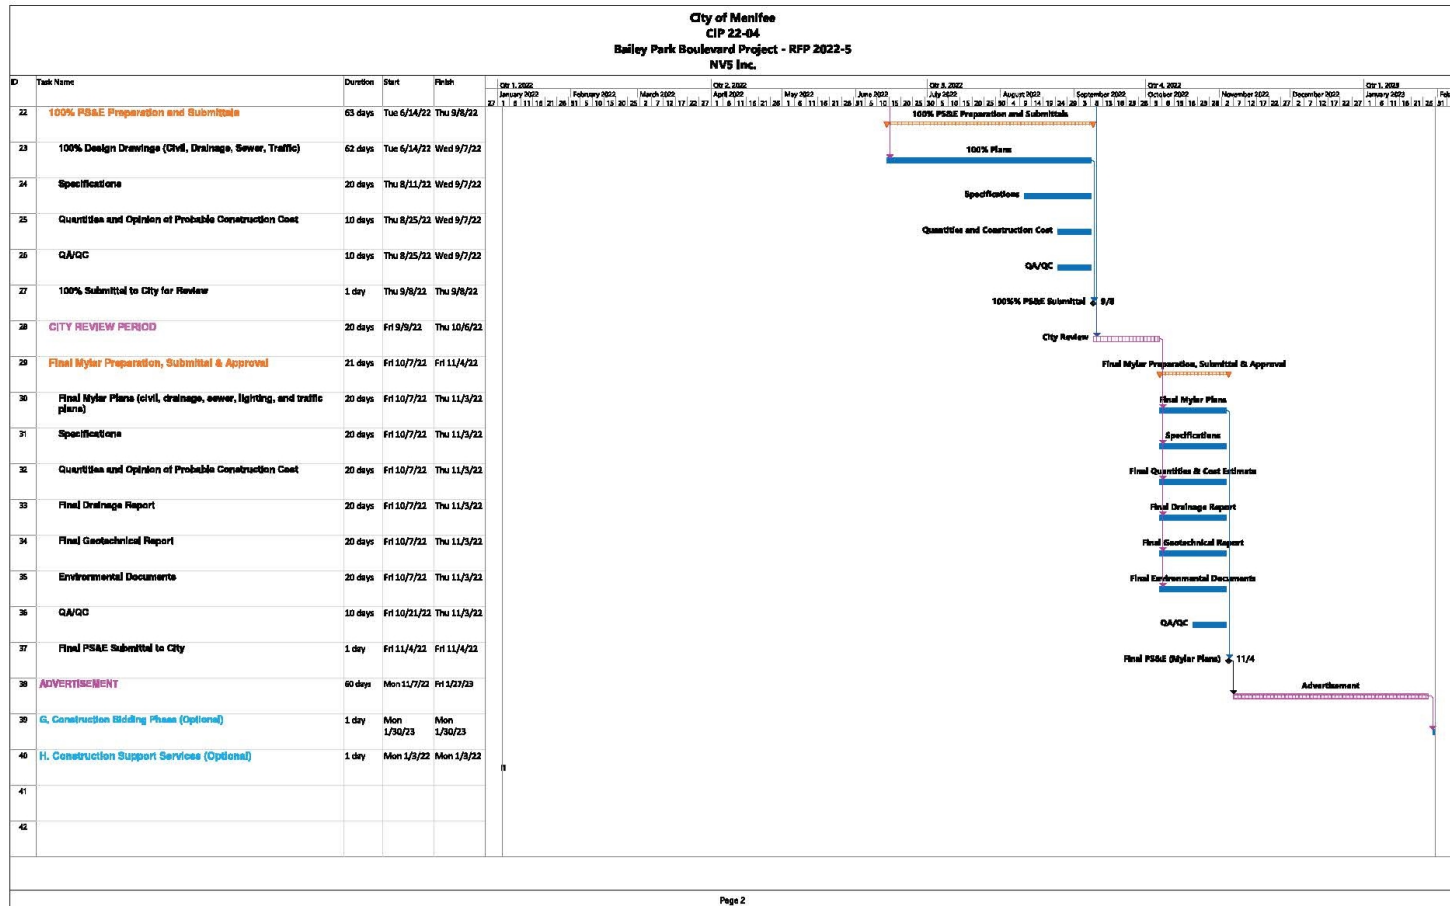 City of Menifee
CIP 22-04
Bailey Park Boulevard Project - RFP 2022-5
NV5 Inc.
ID Task Name Duration Start Finish
Qtr 1, 2022 Qtr 2, 2022 Qtr 3, 2022 Qtr 4, 2022 Qtr 1, 2023
January 2022 February 2022 March 2022 April 2022 May 2022 June 2022 July 2022 August 2022 September 2022 October 2022 November 2022 December 2022 January 2023
22 100% PS&E Preparation and Submittals 63 days Tue 6/14/22 Thu 9/8/22 100% PS&E Preparation and Submittals
23 100% Design Drawings (Civil, Drainage, Sewer, Traffic) 62 days Tue 6/14/22 Wed 9/7/22 100% Plans
24 Specifications 20 days Thu 8/11/22 Wed 9/7/22 Specifications
25 Quantities and Opinion of Probable Construction Cost 10 days Thu 8/25/22 Wed 9/7/22 Quantities and Construction Cost
26 QA/QC 10 days Thu 8/25/22 Wed 9/7/22 QA/QC
27 100% Submittal to City for Review 1 day Thu 9/8/22 Thu 9/8/22 100%% PS&E Submittal 9/8
28 CITY REVIEW PERIOD 20 days Fri 9/9/22 Thu 10/6/22 City Review
29 Final Mylar Preparation, Submittal & Approval 21 days Fri 10/7/22 Fri 11/4/22 Final Mylar Preparation, Submittal & Approval
30 Final Mylar Plans (civil, drainage, sewer, lighting, and traffic 20 days Fri 10/7/22 Thu 11/3/22 Final Mylar Plans
plans)
31 Specifications 20 days Fri 10/7/22 Thu 11/3/22 Specifications
32 Quantities and Opinion of Probable Construction Cost 20 days Fri 10/7/22 Thu 11/3/22 Final Quantities & Cost Estimate
33 Final Drainage Report 20 days Fri 10/7/22 Thu 11/3/22 Final Drainage Report
34 Final Geotechnical Report 20 days Fri 10/7/22 Thu 11/3/22 Final Geotechnical Report
35 Environmental Documents 20 days Fri 10/7/22 Thu 11/3/22 Final Environmental Documents
36 QA/QC 10 days Fri 10/21/22 Thu 11/3/22 QA/QC
37 Final PS&E Submittal to City 1 day Fri 11/4/22 Fri 11/4/22 Final PS&E (Mylar Plans) 11/4
38 ADVERTISEMENT 60 days Mon 11/7/22 Fri 1/27/23 Advertisement
39 G. Construction Bidding Phase (Optional) 1 day Mon Mon
1/30/23 1/30/23
40 H. Construction Support Services (Optional) 1 day Mon 1/3/22 Mon 1/3/22
41
42
Page 2